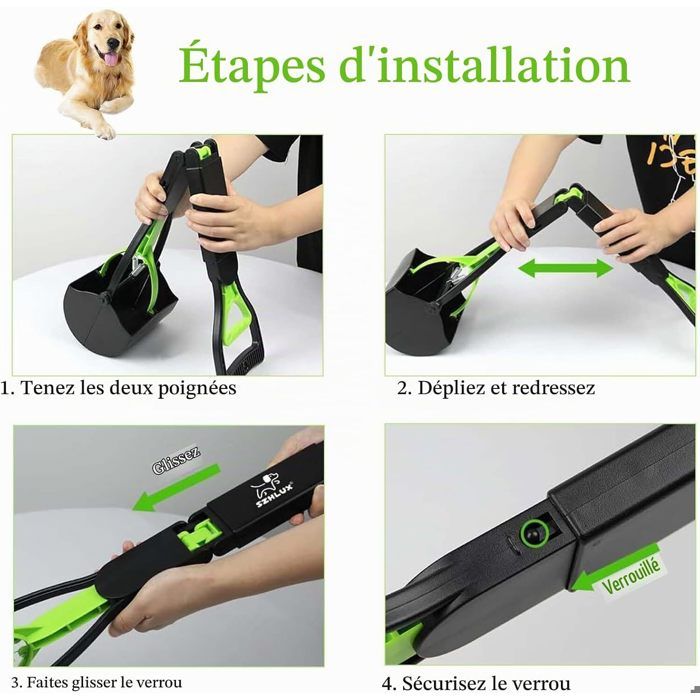 Étapes d'installation
1. Tenez les deux poignées
2. Dépliez et redressez
Glissez
SZHLUX
3. Faites glisser le verrou
Verrouillé
4. Sécurisez le verrou